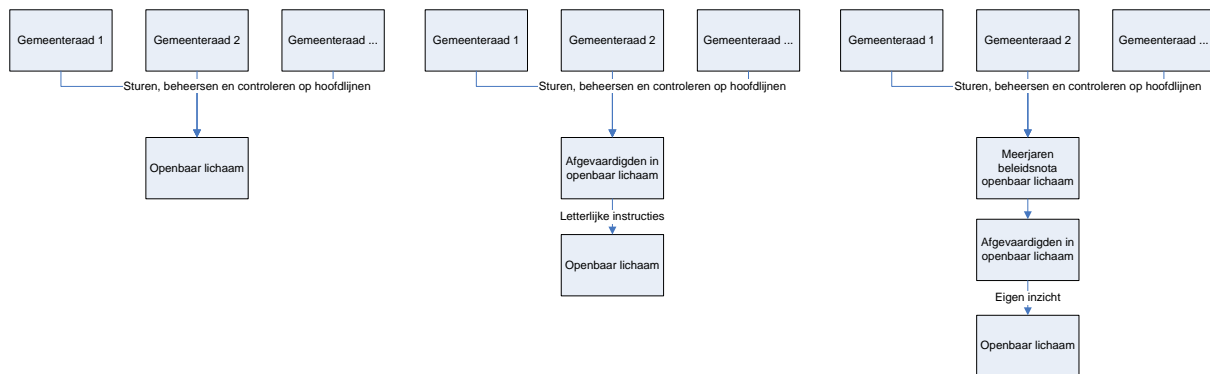 Gemeenteraad 1
Gemeenteraad 2
Gemeenteraad ...
Sturen, beheersen en controleren op hoofdlijnen
Openbaar lichaam
Gemeenteraad 1
Gemeenteraad 2
Gemeenteraad ...
Sturen, beheersen en controleren op hoofdlijnen
Afgevaardigden in
openbaar lichaam
Letterlijke instructies
Openbaar lichaam
Gemeenteraad 1
Gemeenteraad 2
Gemeenteraad ...
Sturen, beheersen en controleren op hoofdlijnen
Meerjaren
beleidsnota
openbaar lichaam
Afgevaardigden in
openbaar lichaam
Eigen inzicht
Openbaar lichaam